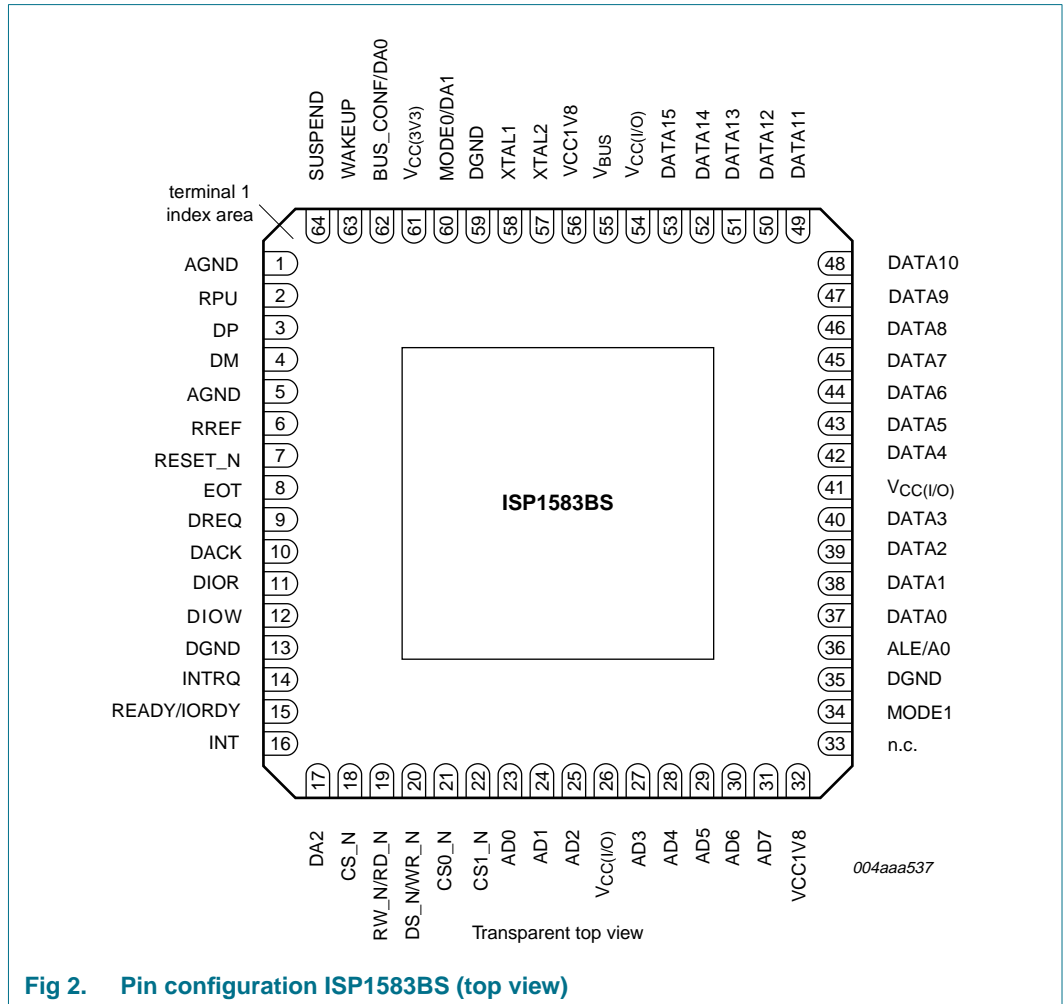 SUSPEND
WAKEUP
BUS_CONF/DA0
VCC(3V3)
MODE0/DA1
DGND
XTAL1
XTAL2
VCC1V8
VBUS
VCC(I/O)
DATA15
DATA14
DATA13
DATA12
DATA11
terminal 1
index area
64
63
62
61
60
59
58
57
56
55
54
53
52
51
50
49
AGND 1
RPU 2
DP 3
DM 4
AGND 5
RREF 6
RESET_N 7
EOT 8
DREQ 9
DACK 10
DIOR 11
DIOW 12
DGND 13
INTRQ 14
READY/IORDY 15
INT 16
ISP1583BS
48 DATA10
47 DATA9
46 DATA8
45 DATA7
44 DATA6
43 DATA5
42 DATA4
41 VCC(I/O)
40 DATA3
39 DATA2
38 DATA1
37 DATA0
36 ALE/A0
35 DGND
34 MODE1
33 n.c.
17
18
19
20
21
22
23
24
25
26
27
28
29
30
31
32
DA2
CS_N
RW_N/RD_N
DS_N/WR_N
CS0_N
CS1_N
AD0
AD1
AD2
VCC(I/O)
AD3
AD4
AD5
AD6
AD7
VCC1V8
004aaa537
Transparent top view
Fig 2. Pin configuration ISP1583BS (top view)